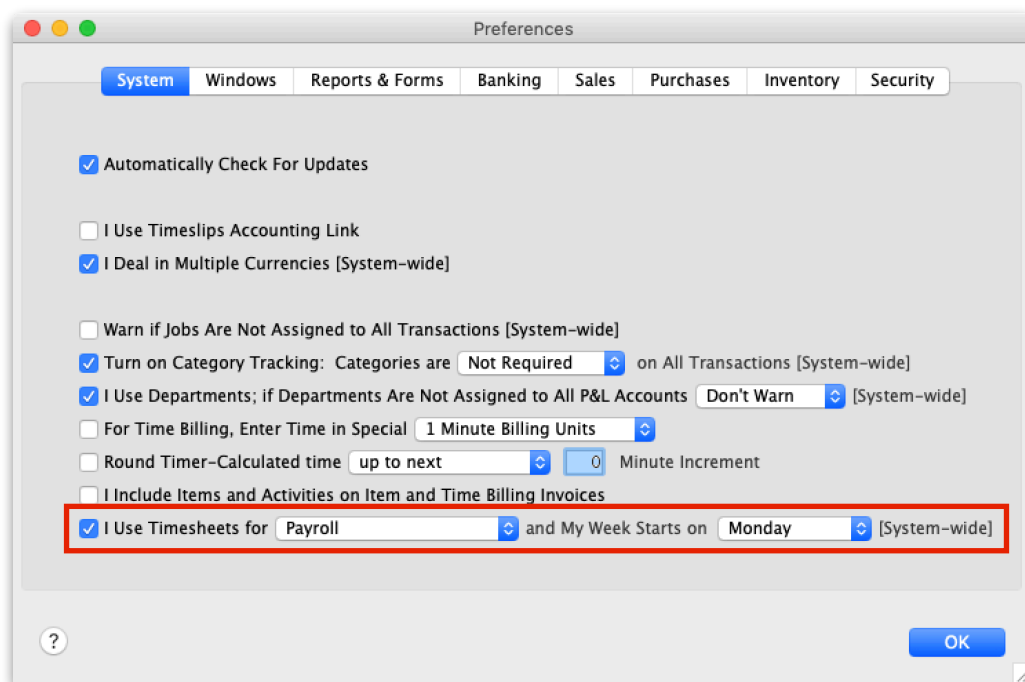 Preferences
System Windows Reports & Forms Banking Sales Purchases Inventory Security
Automatically Check For Updates
I Use Timeslips Accounting Link
I Deal in Multiple Currencies [System-wide]
Warn if Jobs Are Not Assigned to All Transactions [System-wide]
Turn on Category Tracking: Categories are Not Required on All Transactions [System-wide]
I Use Departments; if Departments Are Not Assigned to All P&L Accounts Don't Warn [System-wide]
For Time Billing, Enter Time in Special 1 Minute Billing Units
Round Timer-Calculated time up to next 0 Minute Increment
I Include Items and Activities on Item and Time Billing Invoices
I Use Timesheets for Payroll and My Week Starts on Monday [System-wide]
? OK